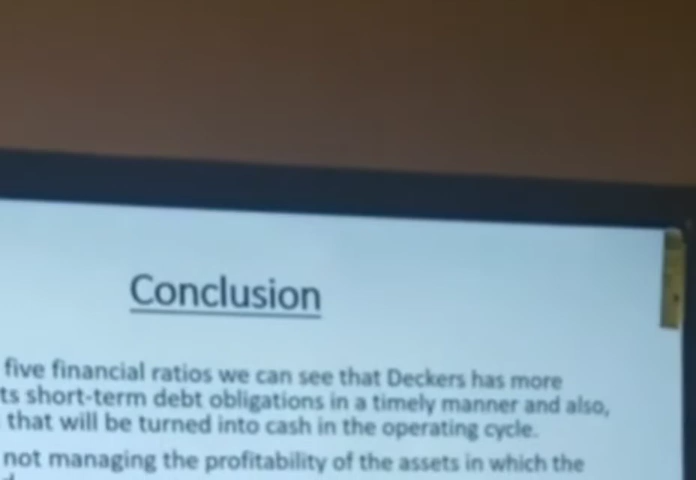 Conclusion
five financial ratios we can see that Deckers has more
ts short-term debt obligations in a timely manner and also,
that will be turned into cash in the operating cycle.
not managing the profitability of the assets in which the